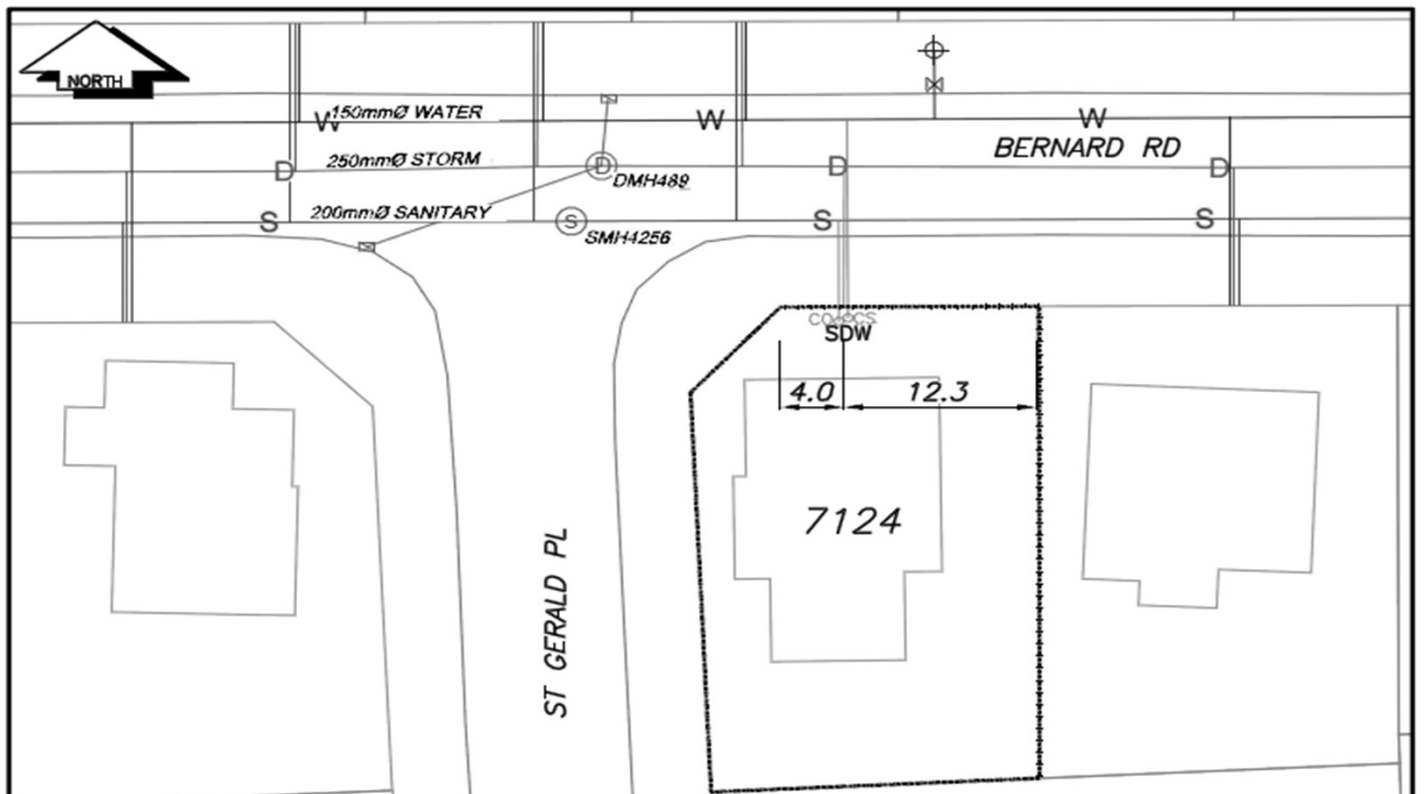 NORTH
150mmØ WATER
W
W
W
BERNARD RD
250mmØ STORM
D
D
D
D
DMH489
200mmØ SANITARY
S
S
S
S
SMH4256
SDW
4.0
12.3
7124
ST GERALD PL